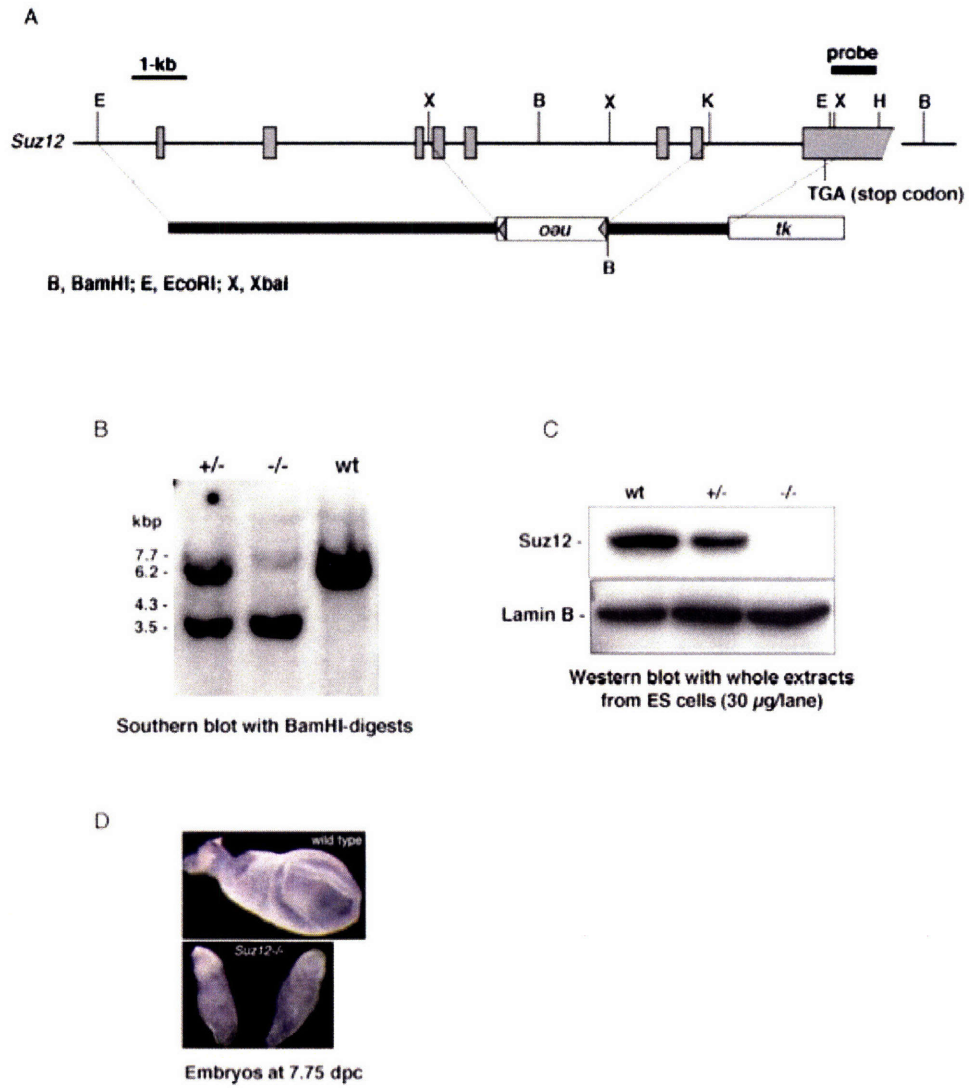 A
1-kb
probe
E X B X K E X H B
Suz12
TGA (stop codon)
neo
tk
B
B, BamHI; E, EcoRI; X, XbaI
B
+/- -/- wt
kbp
7.7 -
6.2 -
4.3 -
3.5 -
Southern blot with BamHI-digests
C
wt +/- -/-
Suz12 -
Lamin B -
Western blot with whole extracts
from ES cells (30 µg/lane)
D
wild type
Suz12-/-
Embryos at 7.75 dpc